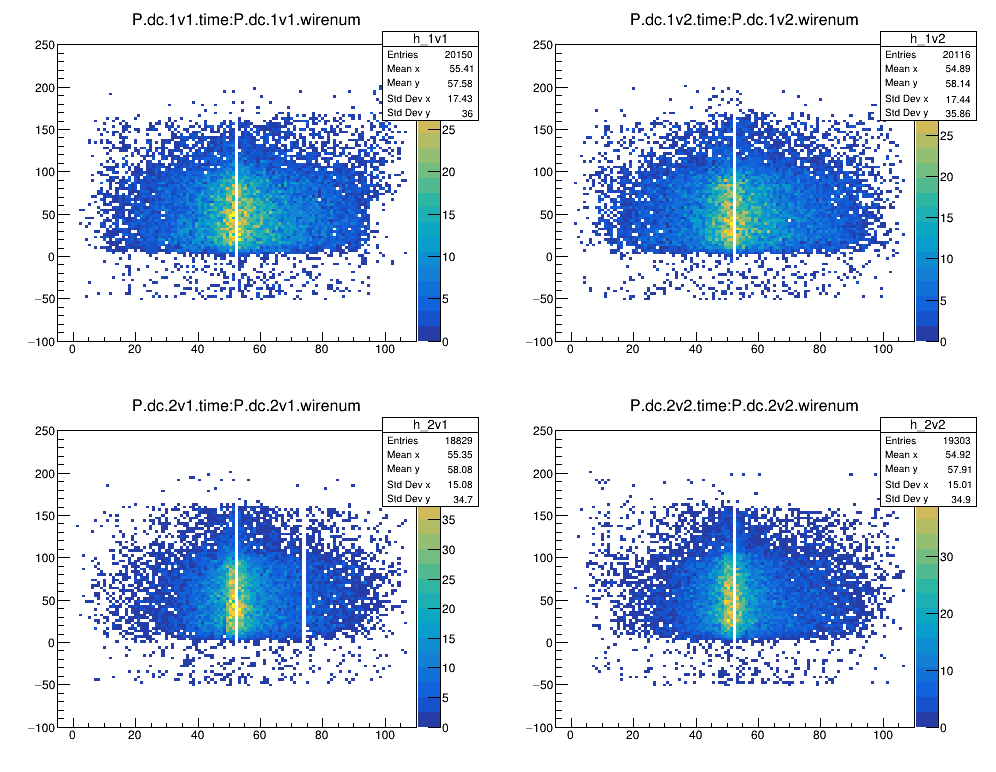 P.dc.1v1.time:P.dc.1v1.wirenum
h_1v1
Entries 20150
Mean x 55.41
Mean y 57.58
Std Dev x 17.43
Std Dev y 36
250
200
150
100
50
0
−50
−100
0 20 40 60 80 100
25
20
15
10
5
0
P.dc.1v2.time:P.dc.1v2.wirenum
h_1v2
Entries 20116
Mean x 54.89
Mean y 58.14
Std Dev x 17.44
Std Dev y 35.86
250
200
150
100
50
0
−50
−100
0 20 40 60 80 100
25
20
15
10
5
0
P.dc.2v1.time:P.dc.2v1.wirenum
h_2v1
Entries 18829
Mean x 55.35
Mean y 58.08
Std Dev x 15.08
Std Dev y 34.7
250
200
150
100
50
0
−50
−100
0 20 40 60 80 100
35
30
25
20
15
10
5
0
P.dc.2v2.time:P.dc.2v2.wirenum
h_2v2
Entries 19303
Mean x 54.92
Mean y 57.91
Std Dev x 15.01
Std Dev y 34.9
250
200
150
100
50
0
−50
−100
0 20 40 60 80 100
30
20
10
0